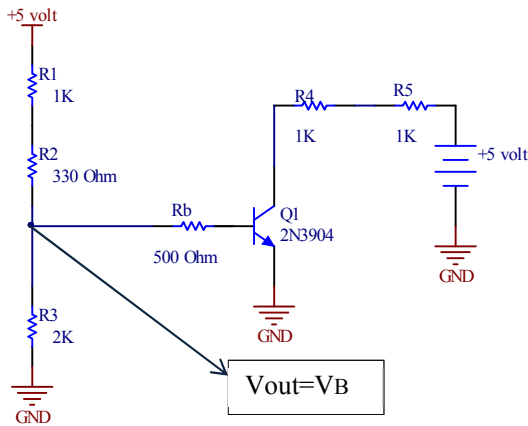 +5 volt
R1
1K
R2
330 Ohm
Rb
500 Ohm
R3
2K
GND
R4
1K
R5
1K
+5 volt
GND
Q1
2N3904
GND
Vout=VB